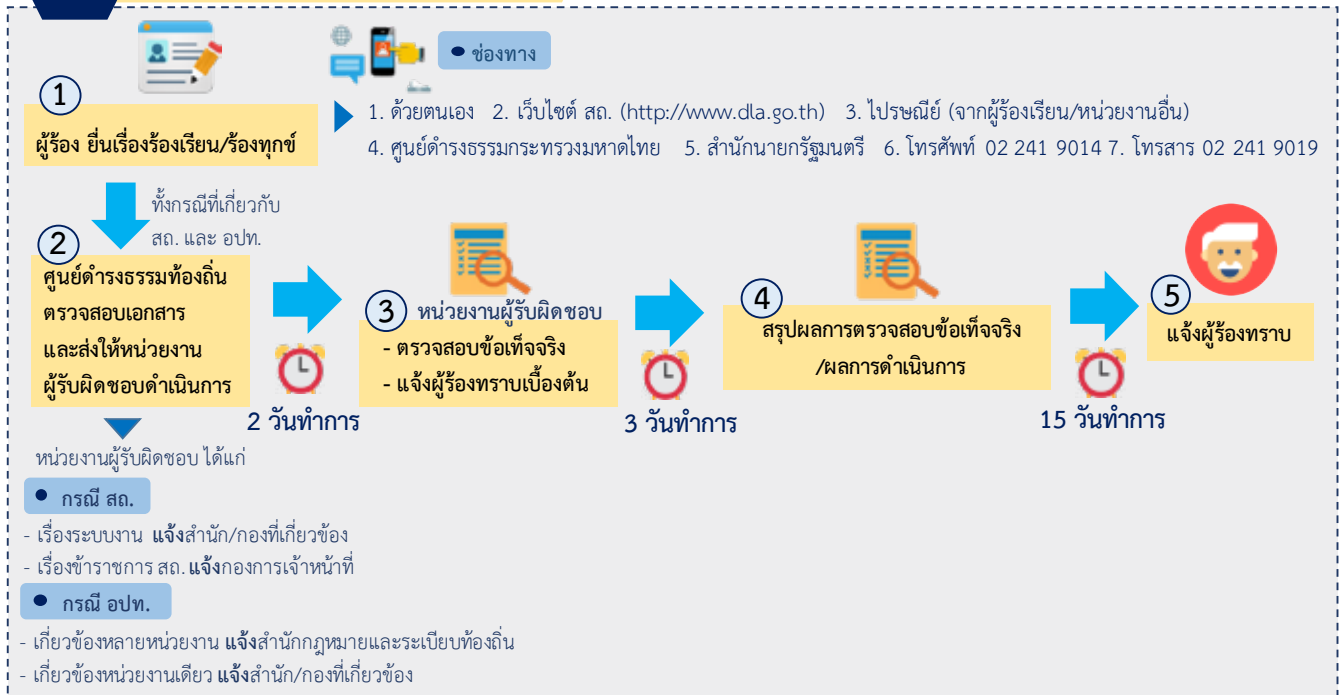 ● ช่องทาง
1
ผู้ร้อง ยื่นเรื่องร้องเรียน/ร้องทุกข์
1. ด้วยตนเอง 2. เว็บไซต์ สถ. (http://www.dla.go.th) 3. ไปรษณีย์ (จากผู้ร้องเรียน/หน่วยงานอื่น)
4. ศูนย์ดำรงธรรมกระทรวงมหาดไทย 5. สำนักนายกรัฐมนตรี 6. โทรศัพท์ 02 241 9014 7. โทรสาร 02 241 9019
ทั้งกรณีที่เกี่ยวกับ
สถ. และ อปท.
2
ศูนย์ดำรงธรรมท้องถิ่น
ตรวจสอบเอกสาร
และส่งให้หน่วยงาน
ผู้รับผิดชอบดำเนินการ
2 วันทำการ
3 หน่วยงานผู้รับผิดชอบ
- ตรวจสอบข้อเท็จจริง
- แจ้งผู้ร้องทราบเบื้องต้น
3 วันทำการ
4
สรุปผลการตรวจสอบข้อเท็จจริง
/ผลการดำเนินการ
15 วันทำการ
5
แจ้งผู้ร้องทราบ
หน่วยงานผู้รับผิดชอบ ได้แก่
● กรณี สถ.
- เรื่องระบบงาน แจ้งสำนัก/กองที่เกี่ยวข้อง
- เรื่องข้าราชการ สถ. แจ้งกองการเจ้าหน้าที่
● กรณี อปท.
- เกี่ยวข้องหลายหน่วยงาน แจ้งสำนักกฎหมายและระเบียบท้องถิ่น
- เกี่ยวข้องหน่วยงานเดียว แจ้งสำนัก/กองที่เกี่ยวข้อง